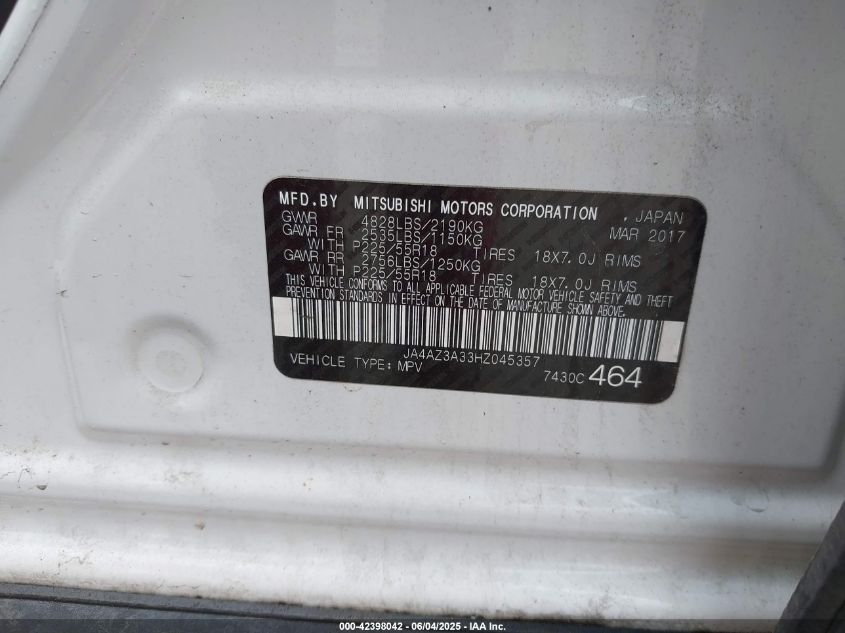 MFD.BY MITSUBISHI MOTORS CORPORATION , JAPAN
GVWR 4828LBS/2190KG MAR 2017
GAWR FR 2535LBS/1150KG
WITH P225/55R18 TIRES 18X7.0J RIMS
GAWR RR 2756LBS/1250KG
WITH P225/55R18 TIRES 18X7.0J RIMS
THIS VEHICLE CONFORMS TO ALL APPLICABLE FEDERAL MOTOR VEHICLE SAFETY AND THEFT
PREVENTION STANDARDS IN EFFECT ON THE DATE OF MANUFACTURE SHOWN ABOVE.
JA4AZ3A33HZ045357
VEHICLE TYPE: MPV 7430C 464
000-42398042 - 06/04/2025 - IAA Inc.